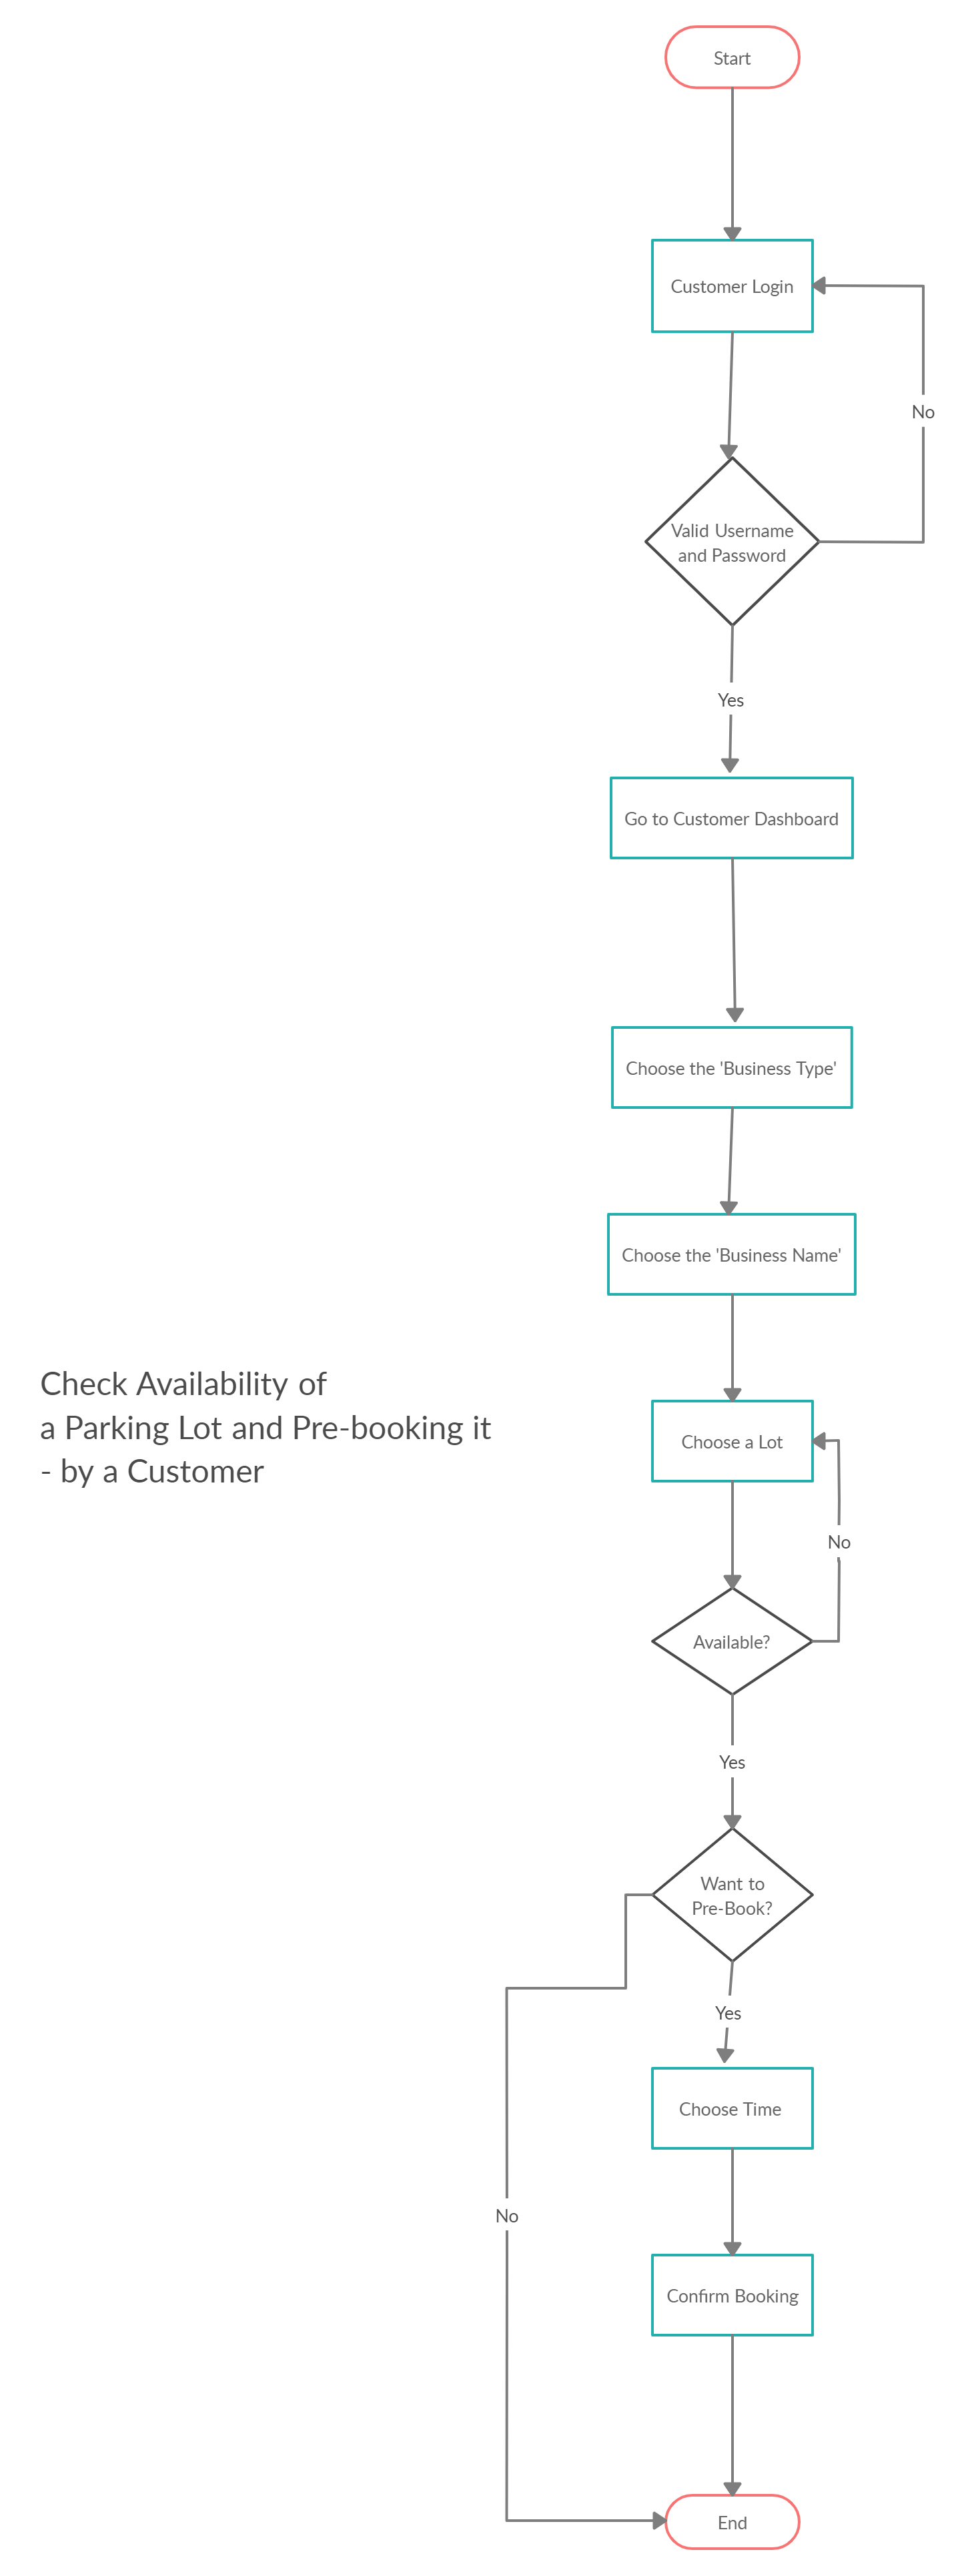 Start
Customer Login
No
Valid Username
and Password
Yes
Go to Customer Dashboard
Choose the 'Business Type'
Choose the 'Business Name'
Check Availability of
a Parking Lot and Pre-booking it
- by a Customer
Choose a Lot
No
Available?
Yes
Want to
Pre-Book?
Yes
Choose Time
No
Confirm Booking
End